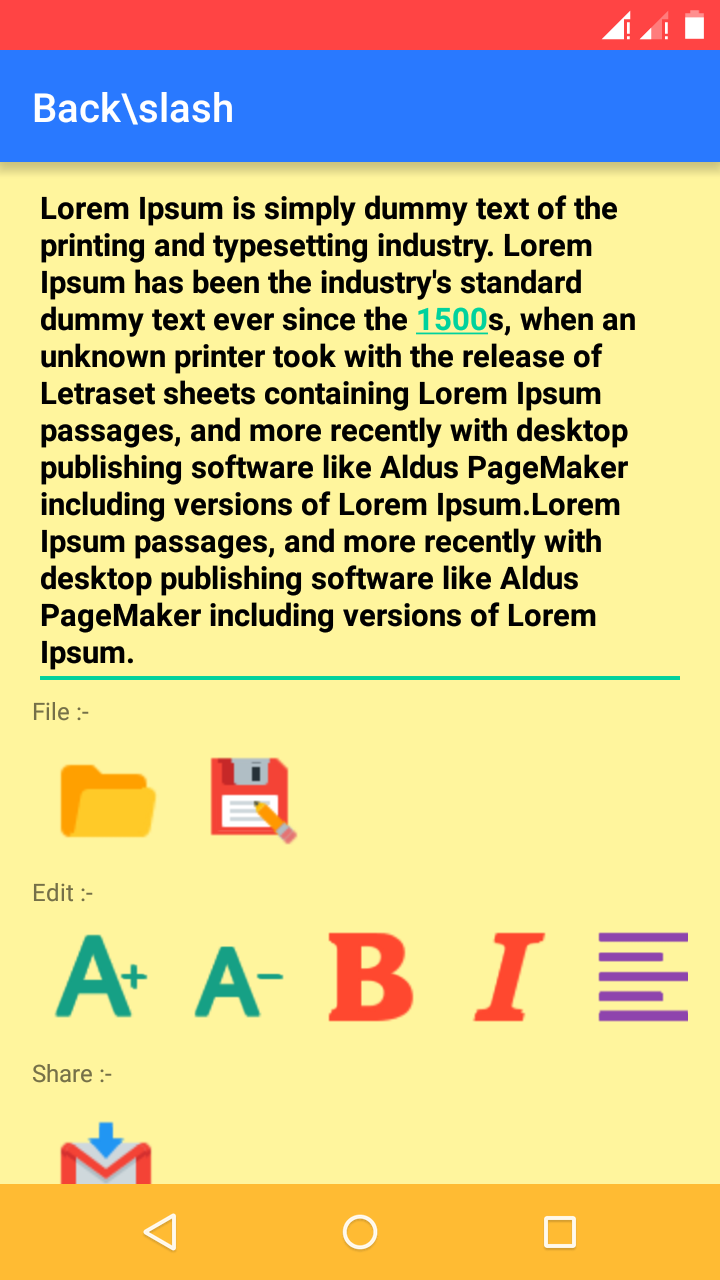 Back\slash
Lorem Ipsum is simply dummy text of the
printing and typesetting industry. Lorem
Ipsum has been the industry's standard
dummy text ever since the 1500s, when an
unknown printer took with the release of
Letraset sheets containing Lorem Ipsum
passages, and more recently with desktop
publishing software like Aldus PageMaker
including versions of Lorem Ipsum.Lorem
Ipsum passages, and more recently with
desktop publishing software like Aldus
PageMaker including versions of Lorem
Ipsum.
File :-
Edit :-
A+ A- B I
Share :-